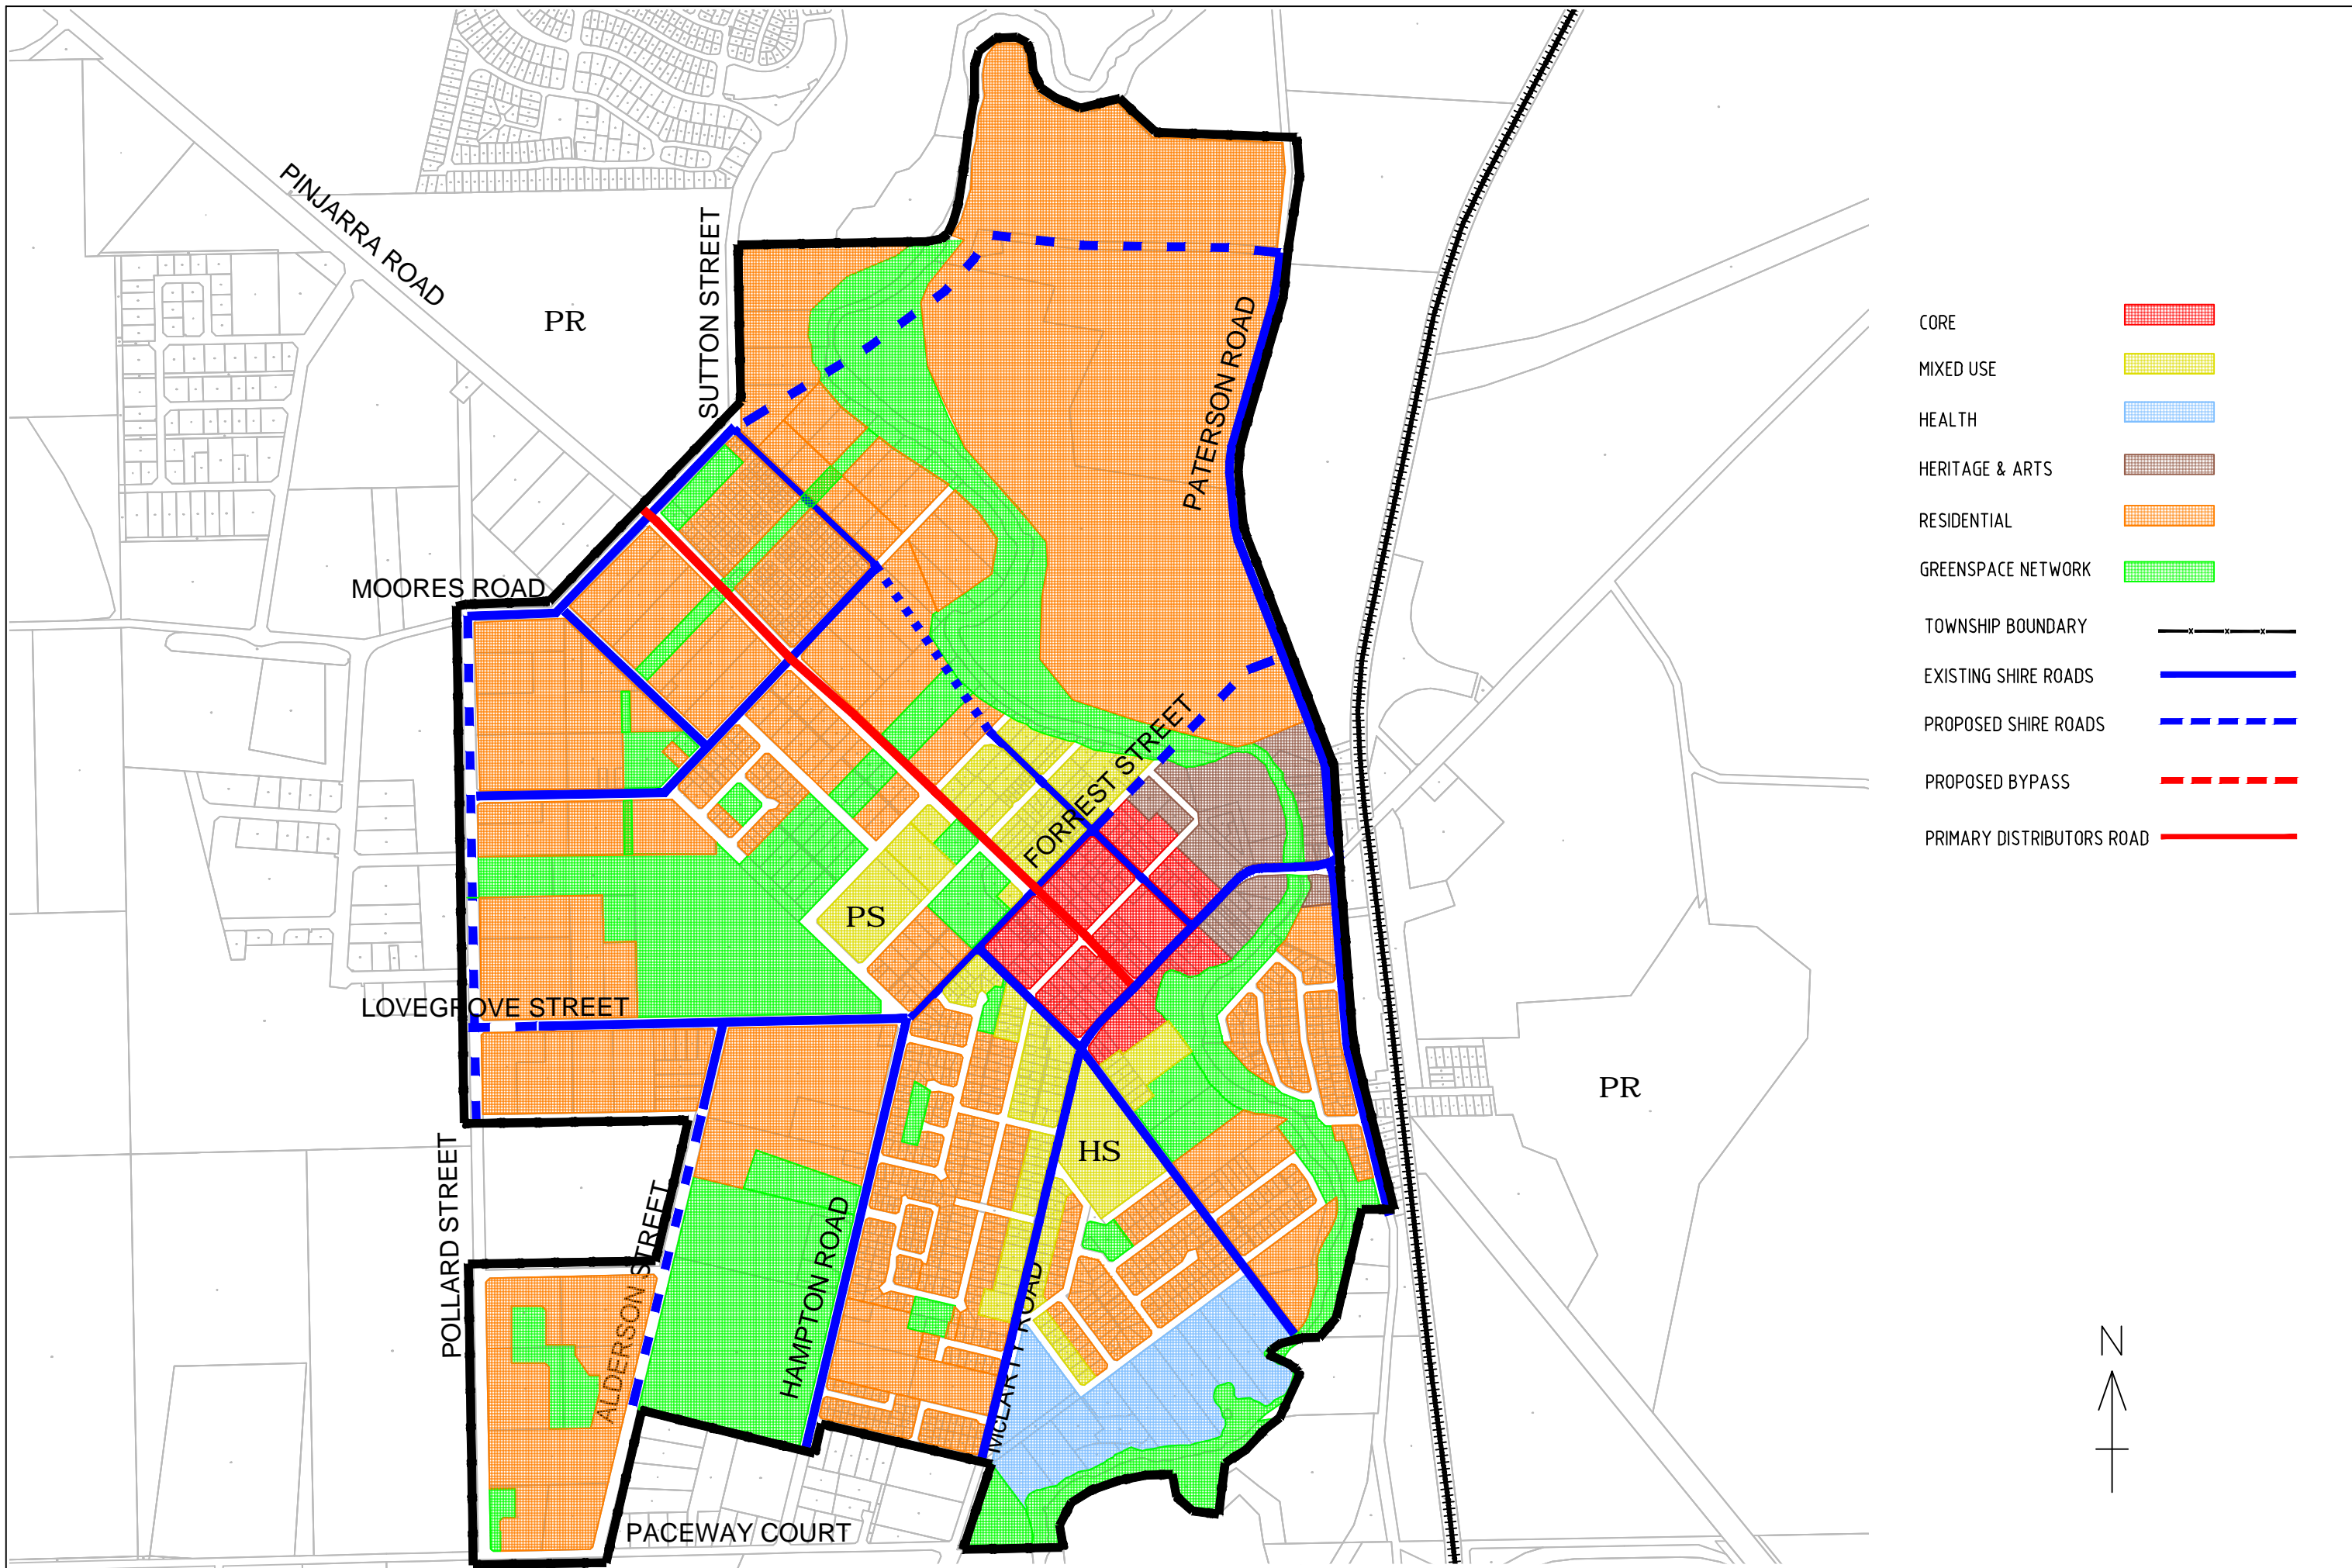 PINJARRA ROAD
SUTTON STREET
PR
PATERSON ROAD
CORE
MIXED USE
HEALTH
HERITAGE & ARTS
RESIDENTIAL
GREENSPACE NETWORK
TOWNSHIP BOUNDARY
EXISTING SHIRE ROADS
PROPOSED SHIRE ROADS
PROPOSED BYPASS
PRIMARY DISTRIBUTORS ROAD
MOORES ROAD
FORREST STREET
PS
LOVEGROVE STREET
PR
HS
POLLARD STREET
ALDERSON STREET
HAMPTON ROAD
McLARTY ROAD
PACEWAY COURT
N